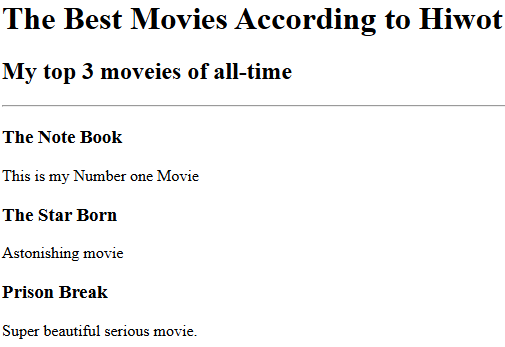 The Best Movies According to Hiwot
My top 3 moveies of all-time
The Note Book
This is my Number one Movie
The Star Born
Astonishing movie
Prison Break
Super beautiful serious movie.